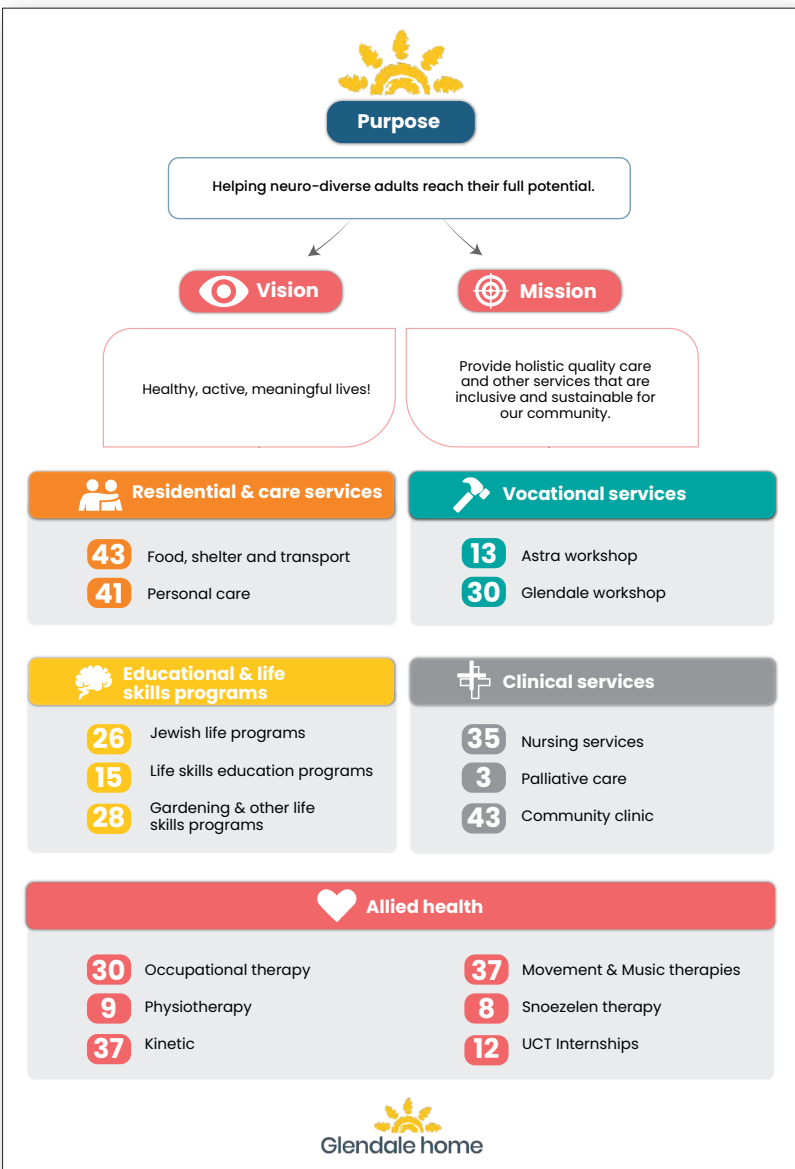 Purpose
Helping neuro-diverse adults reach their full potential.
Vision
Mission
Healthy, active, meaningful lives!
Provide holistic quality care
and other services that are
inclusive and sustainable for
our community.
Residential & care services
43 Food, shelter and transport
41 Personal care
Vocational services
13 Astra workshop
30 Glendale workshop
Educational & life
skills programs
26 Jewish life programs
15 Life skills education programs
28 Gardening & other life
skills programs
Clinical services
35 Nursing services
3 Palliative care
43 Community clinic
Allied health
30 Occupational therapy
9 Physiotherapy
37 Kinetic
37 Movement & Music therapies
8 Snoezelen therapy
12 UCT Internships
Glendale home